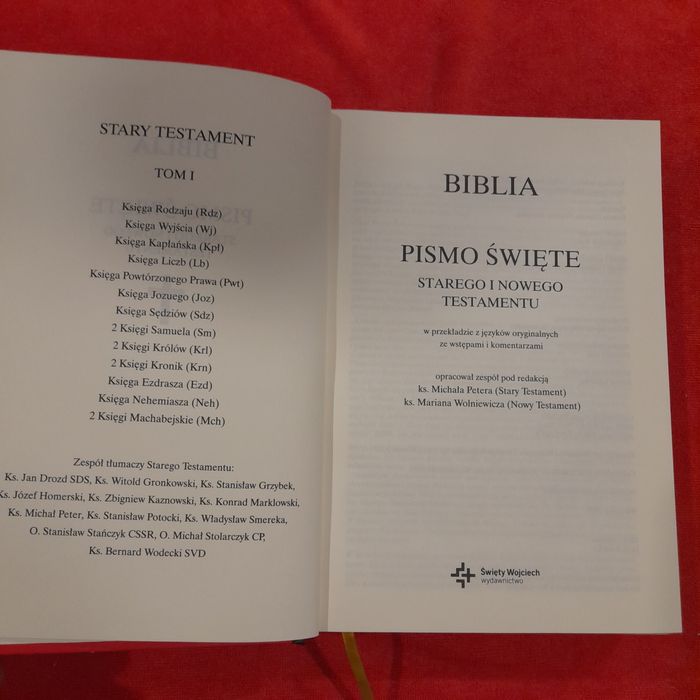 STARY TESTAMENT
TOM I
Księga Rodzaju (Rdz)
Księga Wyjścia (Wj)
Księga Kapłańska (Kpł)
Księga Liczb (Lb)
Księga Powtórzonego Prawa (Pwt)
Księga Jozuego (Joz)
Księga Sędziów (Sdz)
2 Księgi Samuela (Sm)
2 Księgi Królów (Krl)
2 Księgi Kronik (Krn)
Księga Ezdrasza (Ezd)
Księga Nehemiasza (Neh)
2 Księgi Machabejskie (Mch)
Zespół tłumaczy Starego Testamentu:
Ks. Jan Drozd SDS, Ks. Witold Gronkowski, Ks. Stanisław Grzybek,
Ks. Józef Homerski, Ks. Zbigniew Kaznowski, Ks. Konrad Marklowski,
Ks. Michał Peter, Ks. Stanisław Potocki, Ks. Władysław Smereka,
O. Stanisław Stańczyk CSSR, O. Michał Stolarczyk CP,
Ks. Bernard Wodecki SVD
BIBLIA
PISMO ŚWIĘTE
STAREGO I NOWEGO
TESTAMENTU
w przekładzie z języków oryginalnych
ze wstępami i komentarzami
opracował zespół pod redakcją
ks. Michała Petera (Stary Testament)
ks. Mariana Wolniewicza (Nowy Testament)
Święty Wojciech
wydawnictwo